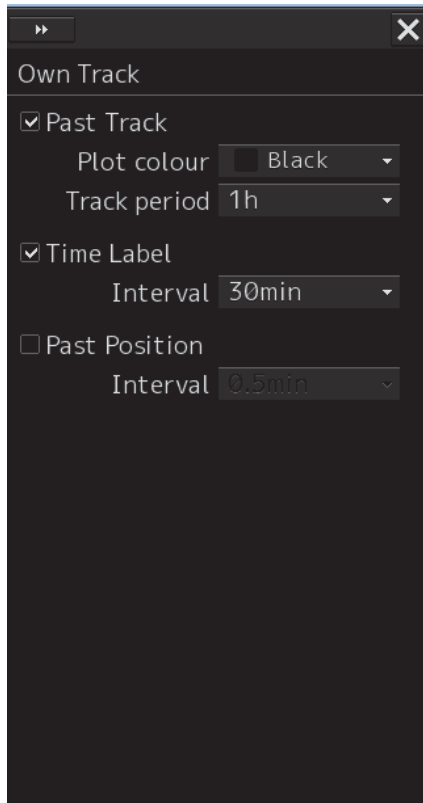 Own Track
Past Track
Plot colour Black
Track period 1h
Time Label
Interval 30min
Past Position
Interval 0.5min